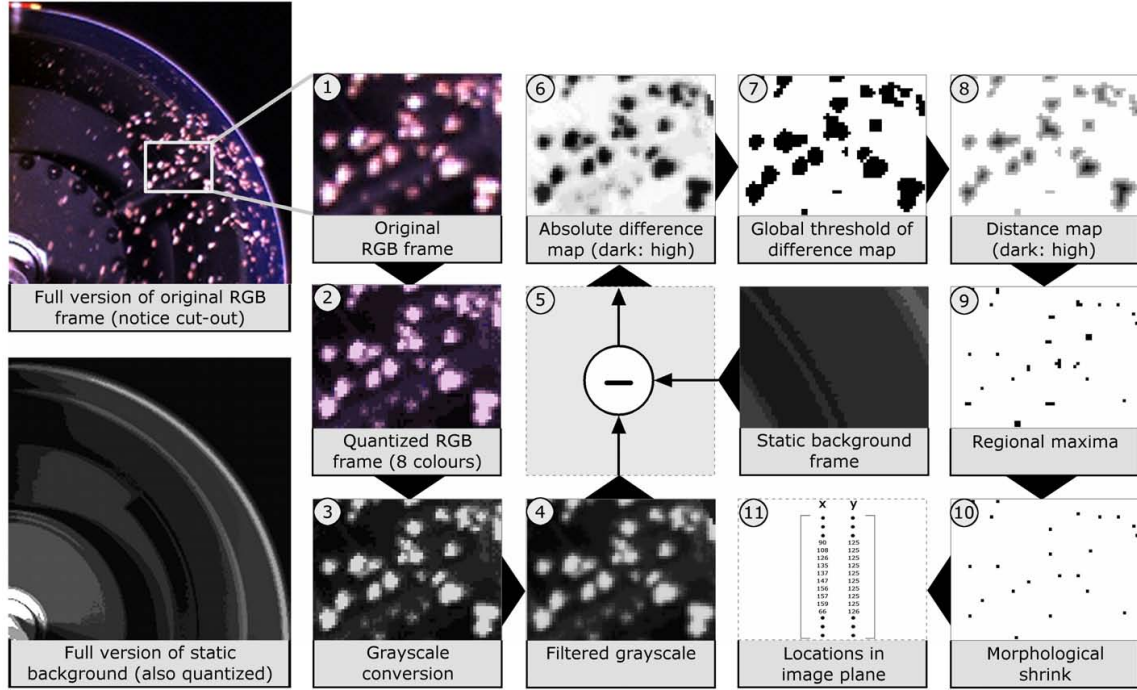 Full version of original RGB
frame (notice cut-out)
Full version of static
background (also quantized)
1
Original
RGB frame
2
Quantized RGB
frame (8 colours)
3
Grayscale
conversion
4
Filtered grayscale
5
−
6
Absolute difference
map (dark: high)
7
Global threshold of
difference map
8
Distance map
(dark: high)
Static background
frame
9
Regional maxima
10
Morphological
shrink
11
x y
90 125
108 125
126 125
135 125
137 125
147 125
156 125
157 125
159 125
66 126
Locations in
image plane